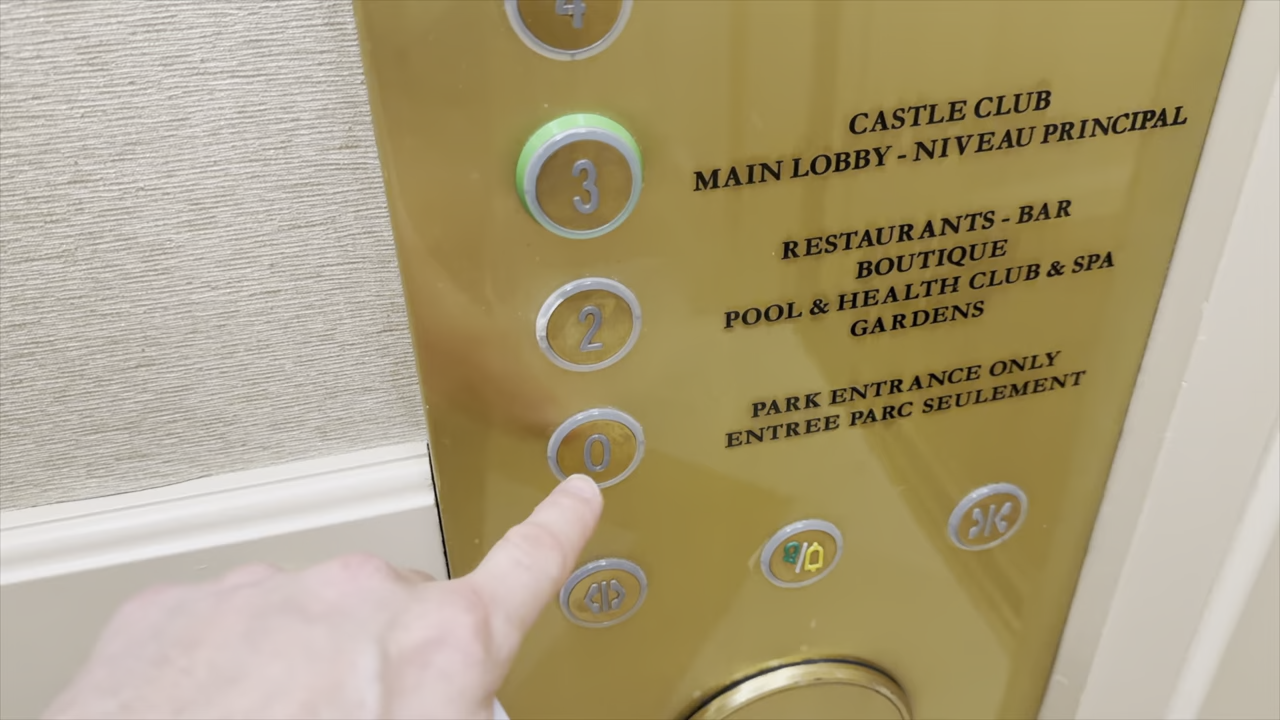 4
3
CASTLE CLUB
MAIN LOBBY - NIVEAU PRINCIPAL
2
RESTAURANTS - BAR
BOUTIQUE
POOL & HEALTH CLUB & SPA
GARDENS
0
PARK ENTRANCE ONLY
ENTREE PARC SEULEMENT